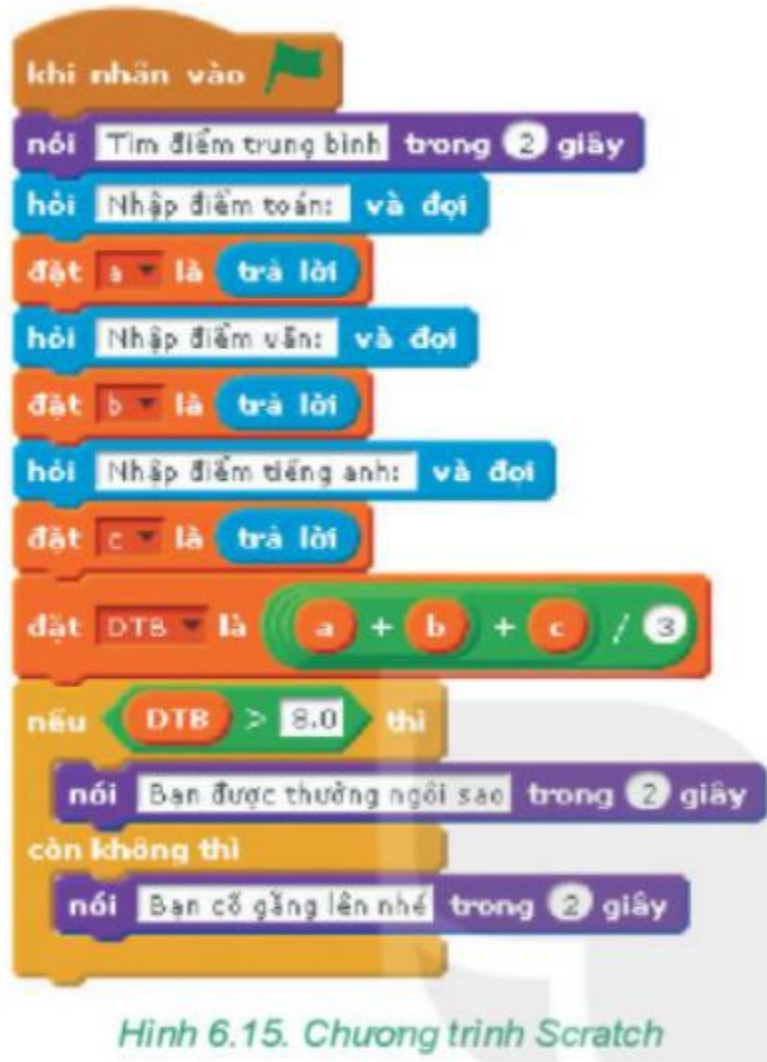 khi nhấn vào
nói Tìm điểm trung bình trong 2 giây
hỏi Nhập điểm toán: và đợi
đặt a là trả lời
hỏi Nhập điểm văn: và đợi
đặt b là trả lời
hỏi Nhập điểm tiếng anh: và đợi
đặt c là trả lời
đặt DTB là a + b + c / 3
nếu DTB > 8.0 thì
nói Bạn được thưởng ngôi sao trong 2 giây
còn không thì
nói Bạn cố gắng lên nhé trong 2 giây
Hình 6.15. Chương trình Scratch